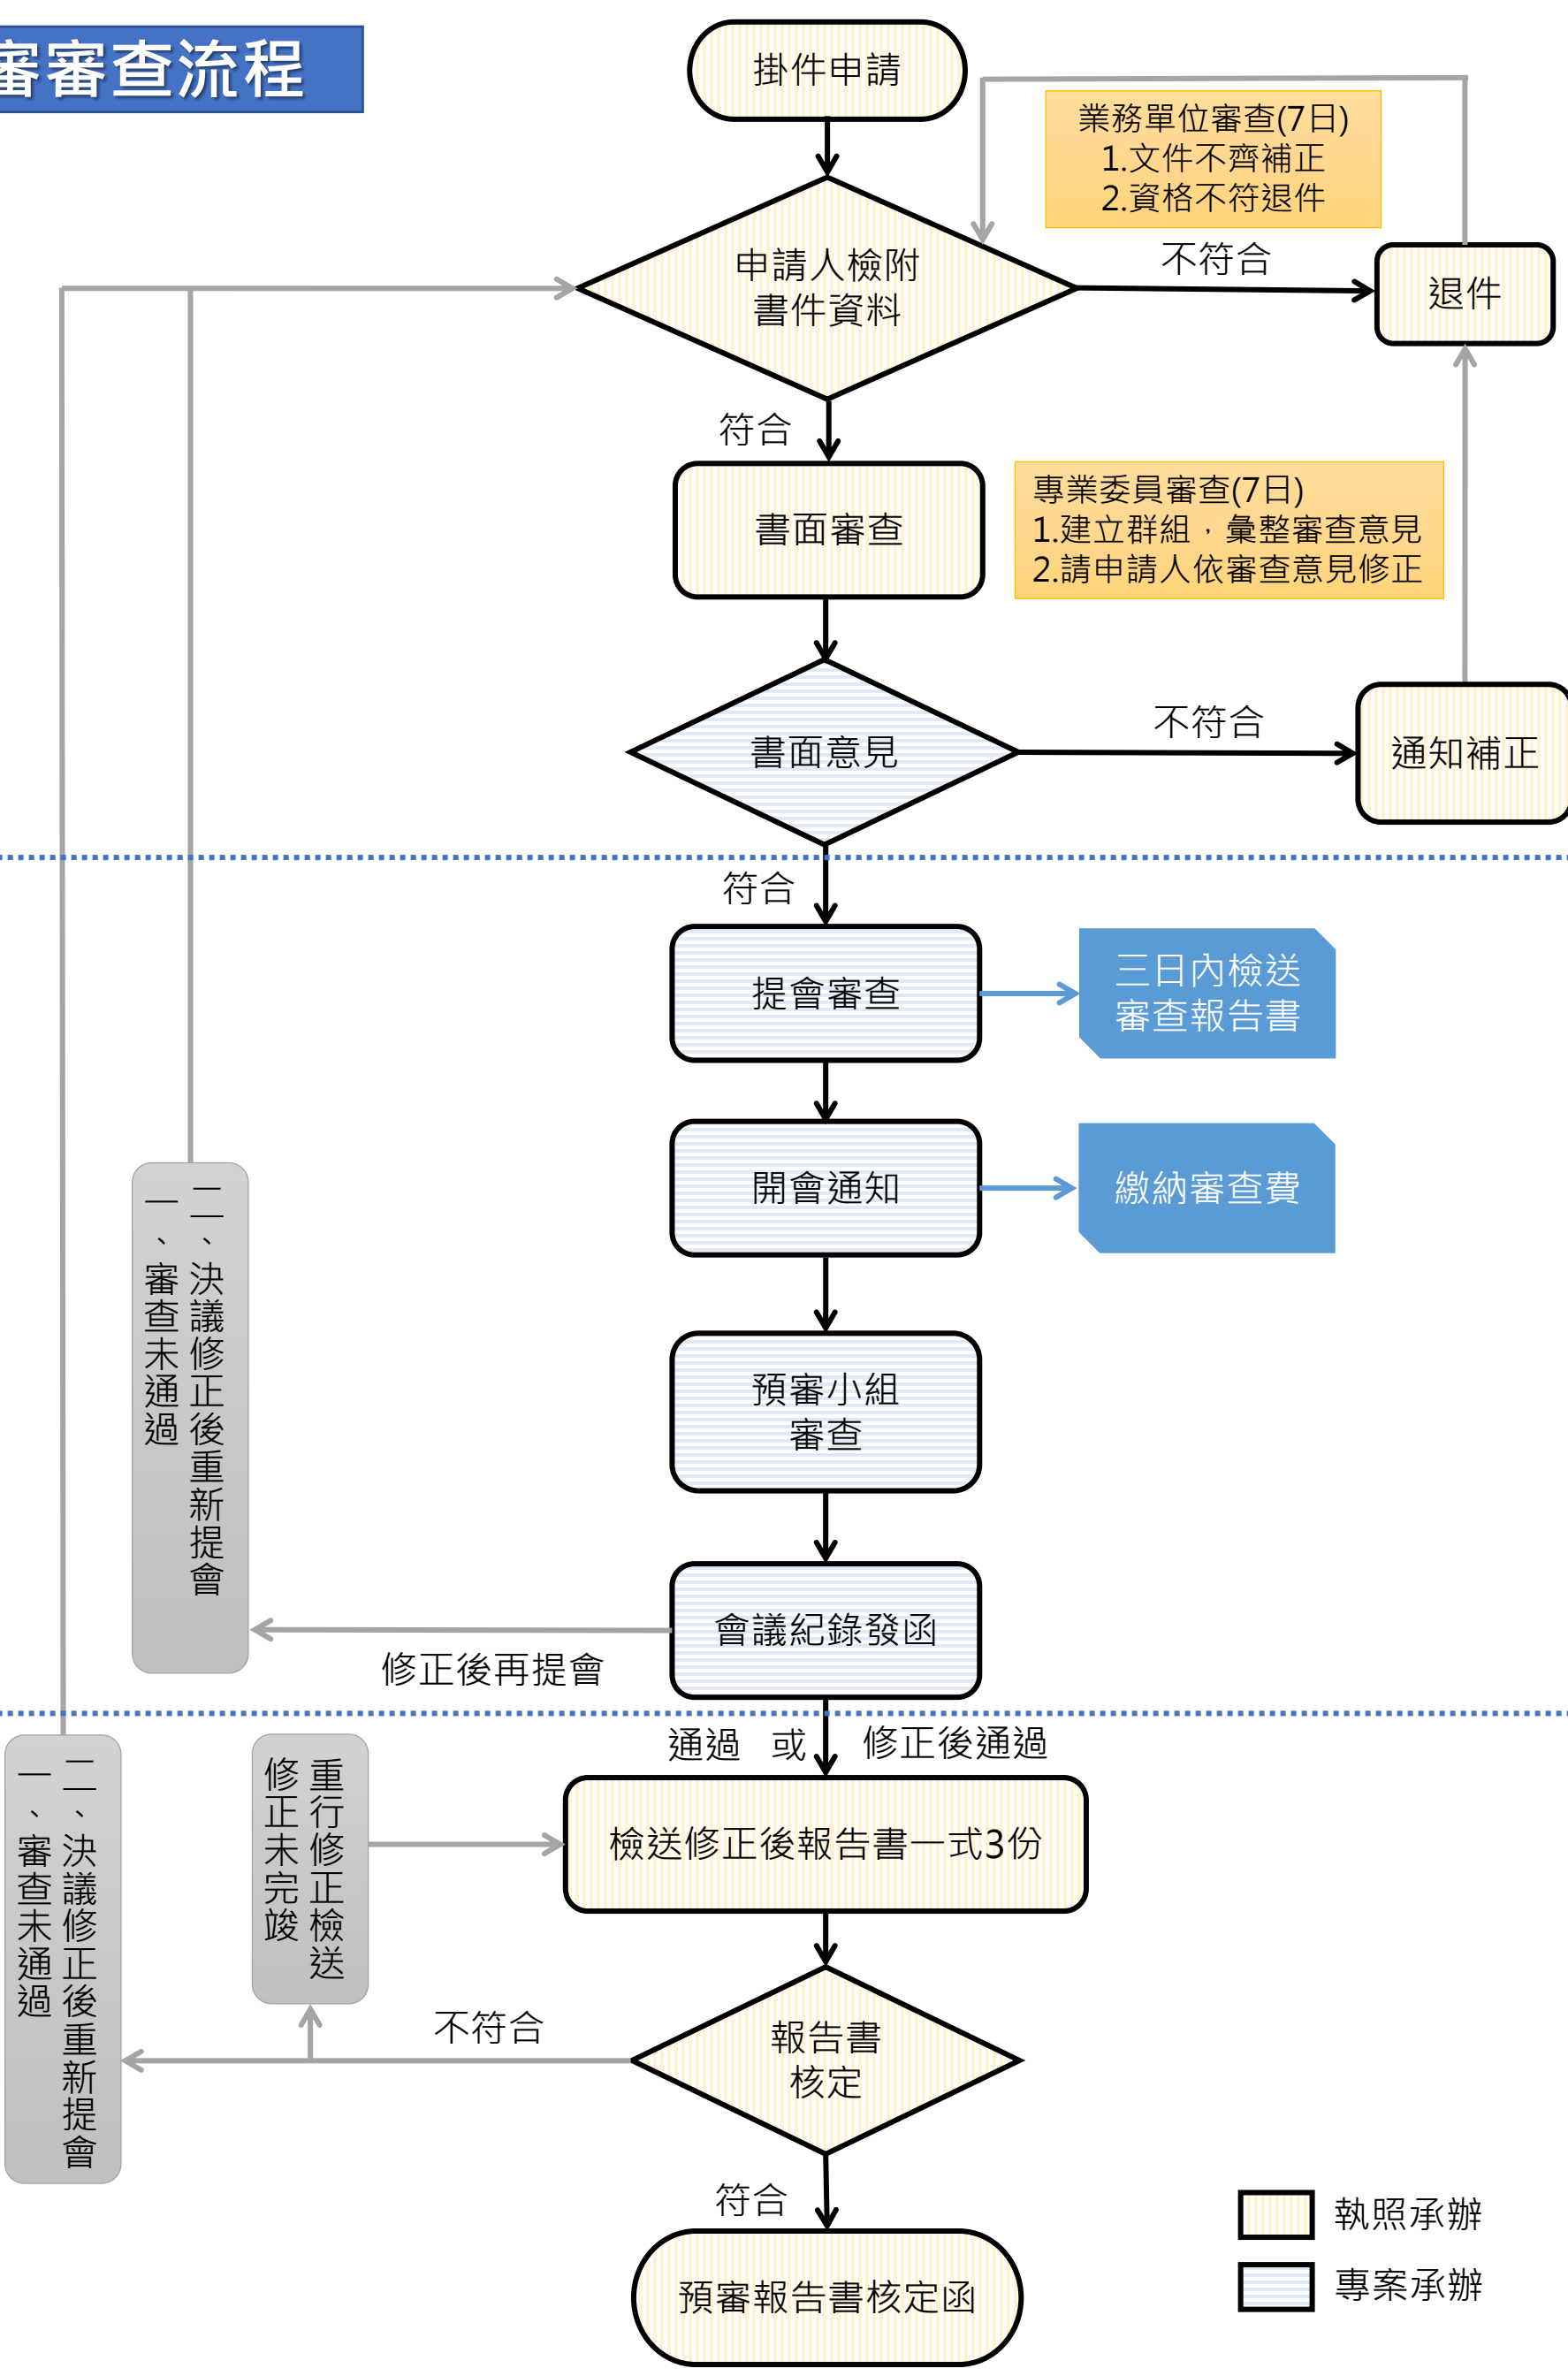 審審查流程
掛件申請
業務單位審查(7日)
1.文件不齊補正
2.資格不符退件
申請人檢附
書件資料
不符合
退件
符合
書面審查
專業委員審查(7日)
1.建立群組，彙整審查意見
2.請申請人依審查意見修正
書面意見
不符合
通知補正
符合
提會審查
三日內檢送
審查報告書
開會通知
繳納審查費
二、決議修正後重新提會
一、審查未通過
預審小組
審查
會議紀錄發函
修正後再提會
通過 或 修正後通過
二、決議修正後重新提會
一、審查未通過
重行修正檢送
修正未完竣
檢送修正後報告書一式3份
不符合
報告書
核定
符合
預審報告書核定函
執照承辦
專案承辦